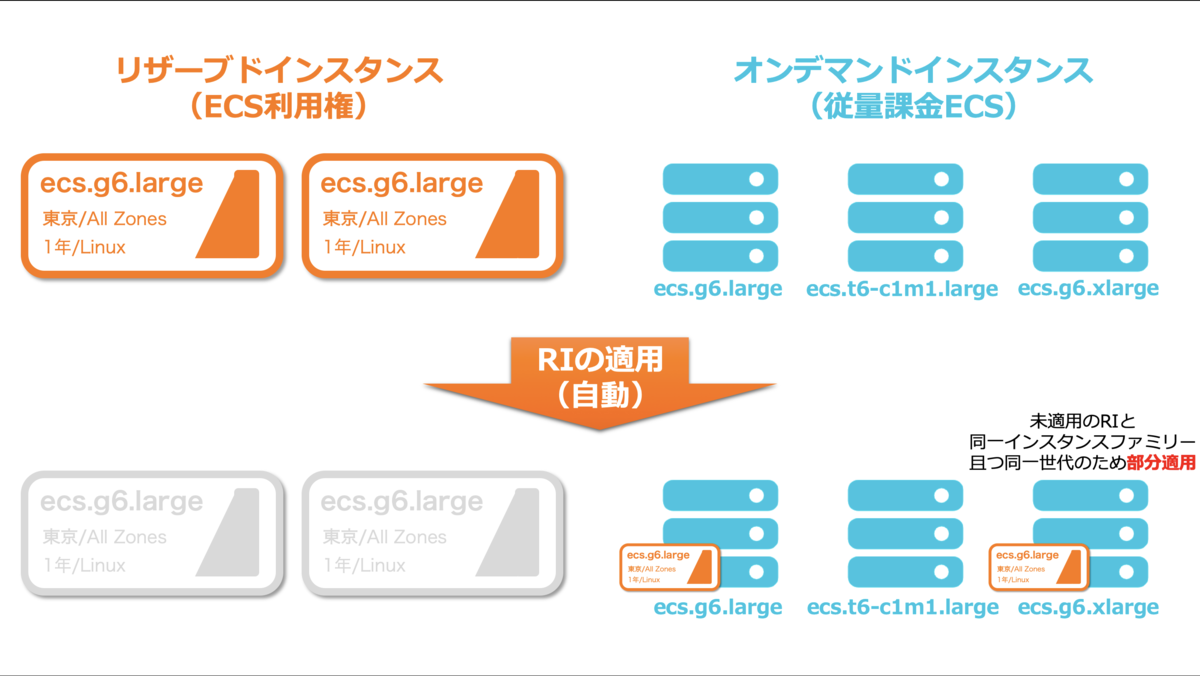 リザーブドインスタンス
（ECS利用権）
オンデマンドインスタンス
（従量課金ECS）
ecs.g6.large
東京/All Zones
1年/Linux
ecs.g6.large
東京/All Zones
1年/Linux
ecs.g6.large
ecs.t6-c1m1.large
ecs.g6.xlarge
RIの適用
（自動）
未適用のRIと
同一インスタンスファミリー
且つ同一世代のため部分適用
ecs.g6.large
東京/All Zones
1年/Linux
ecs.g6.large
東京/All Zones
1年/Linux
ecs.g6.large
東京/All Zones
1年/Linux
ecs.g6.large
ecs.t6-c1m1.large
ecs.g6.large
東京/All Zones
1年/Linux
ecs.g6.xlarge